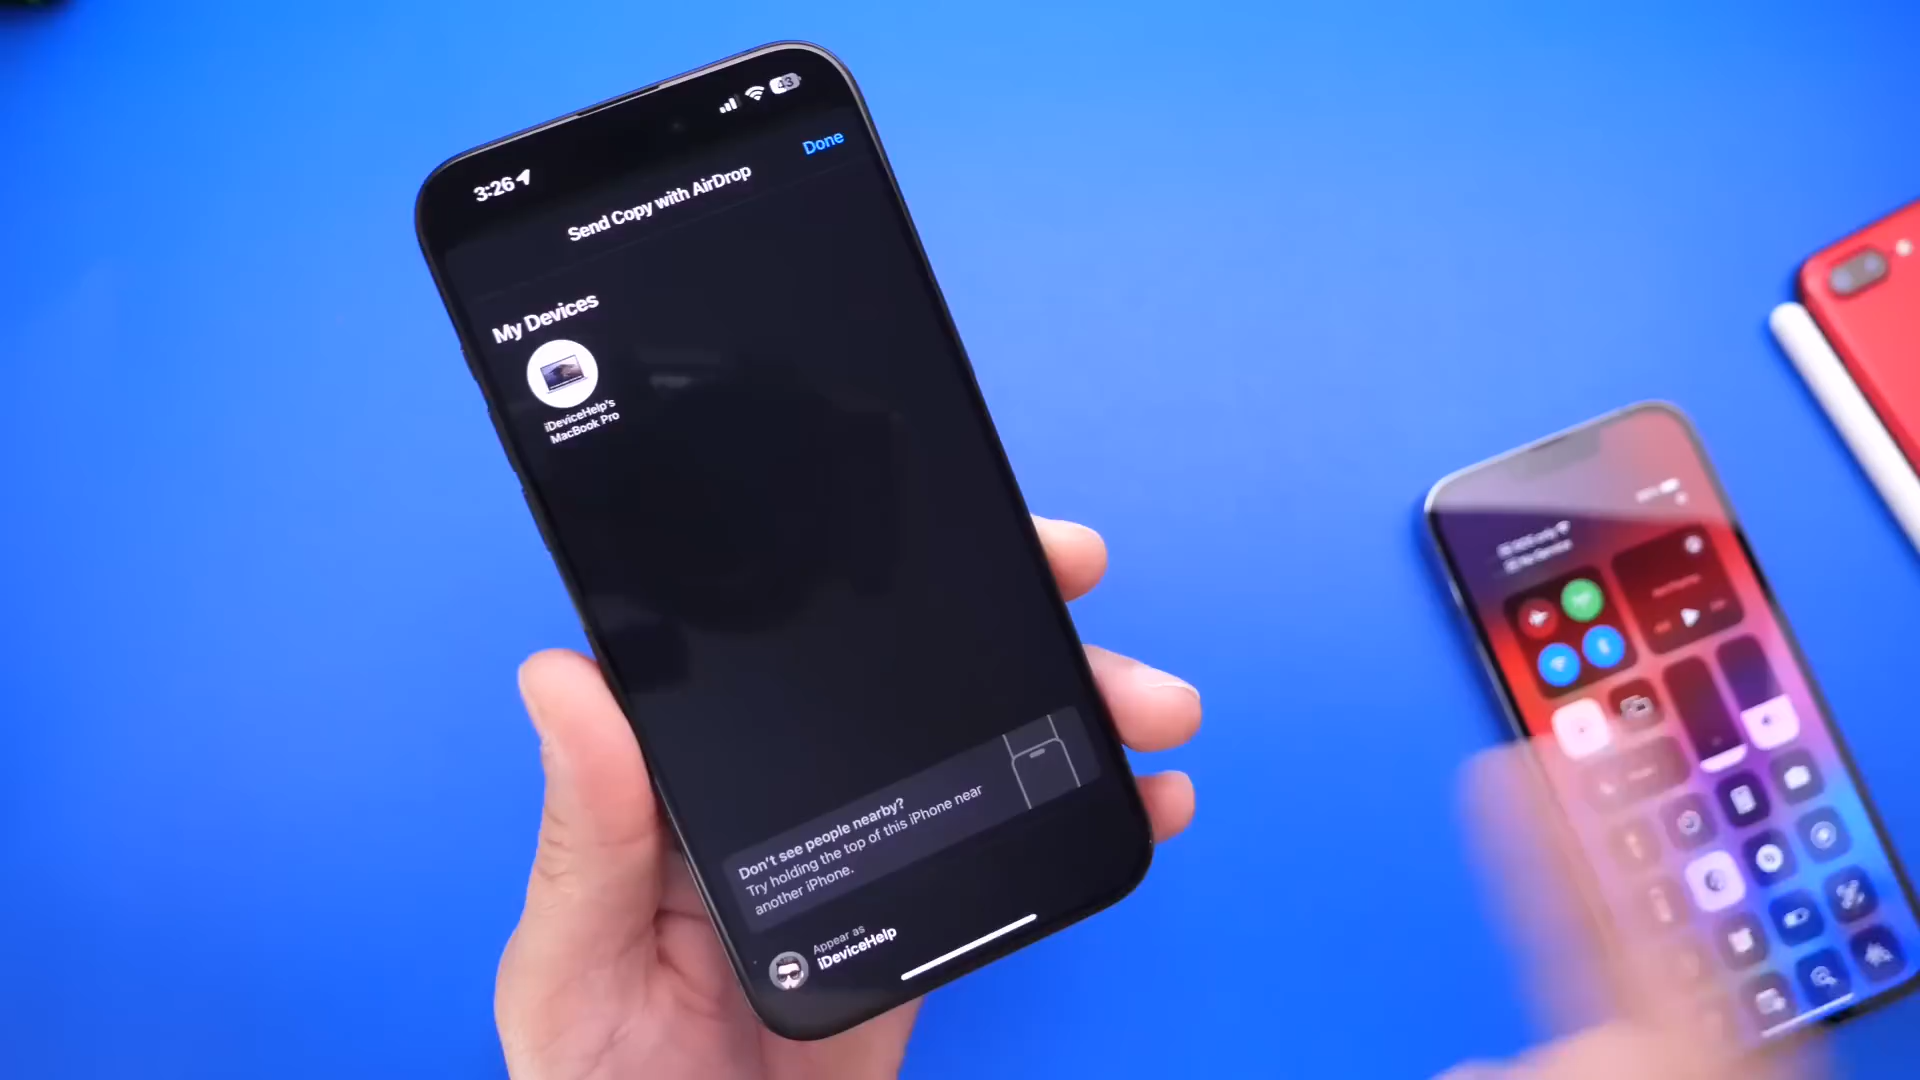 3:26
43
Done
Send Copy with AirDrop
My Devices
iDeviceHelp's
MacBook Pro
Don't see people nearby?
Try holding the top of this iPhone near
another iPhone.
Appear as
iDeviceHelp